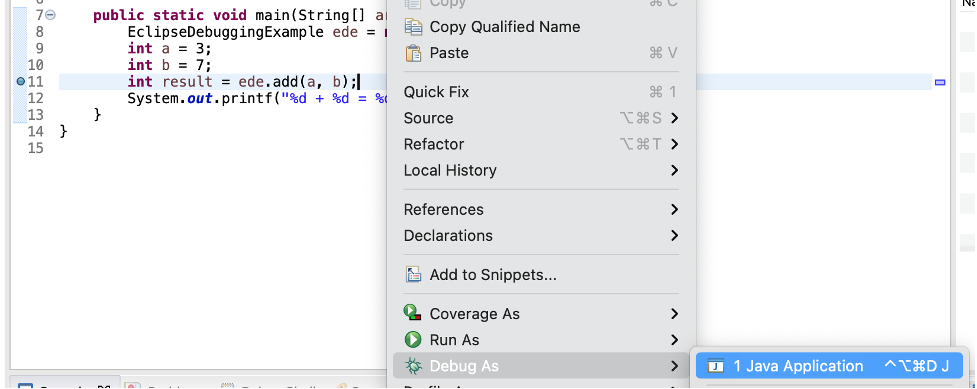 Copy ⌘ C
7 public static void main(String[]
8 EclipseDebuggingExample ede =
Copy Qualified Name
9 int a = 3;
Paste ⌘ V
10 int b = 7;
11 int result = ede.add(a, b);
Quick Fix ⌘ 1
12 System.out.printf("%d + %d =
Source ⌥⌘S
13 }
14 }
Refactor ⌥⌘T
15
Local History
References
Declarations
Add to Snippets...
Coverage As
Run As
Debug As
1 Java Application ^⌥⌘D J